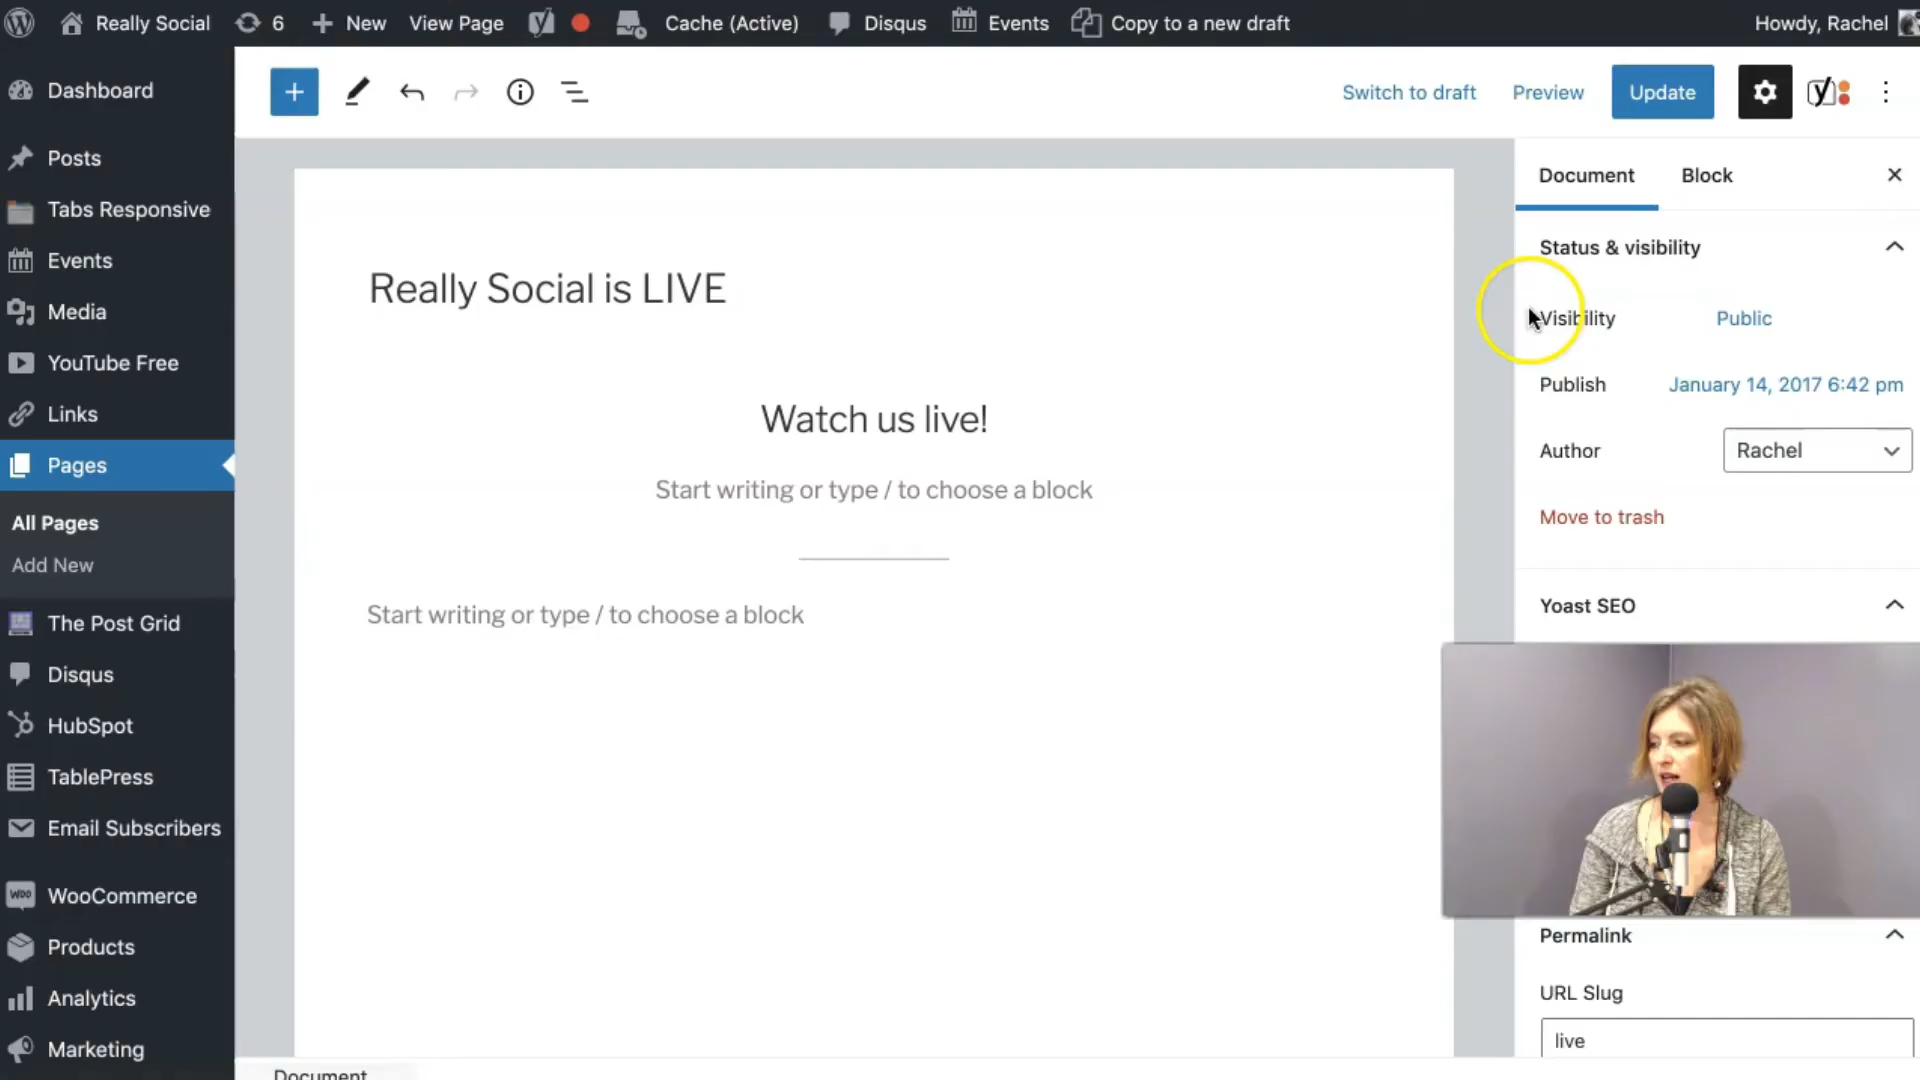 Really Social 6 New View Page Cache (Active) Disqus Events Copy to a new draft Howdy, Rachel
Switch to draft Preview Update
Dashboard
Posts
Tabs Responsive
Events
Media
YouTube Free
Links
Pages
All Pages
Add New
The Post Grid
Disqus
HubSpot
TablePress
Email Subscribers
WooCommerce
Products
Analytics
Marketing
Really Social is LIVE
Watch us live!
Start writing or type / to choose a block
Start writing or type / to choose a block
Document
Document Block
Status & visibility
Visibility Public
Publish January 14, 2017 6:42 pm
Author Rachel
Move to trash
Yoast SEO
Permalink
URL Slug
live